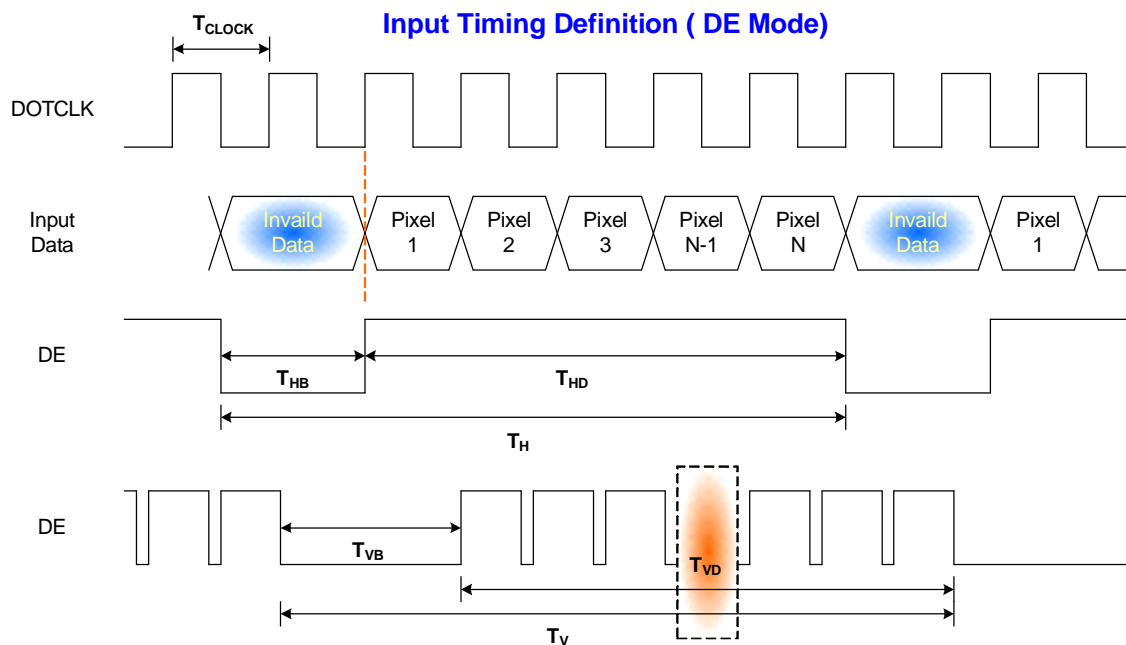 Input Timing Definition ( DE Mode)
TCLOCK
DOTCLK
Input
Data
Invaild
Data
Pixel
1
Pixel
2
Pixel
3
Pixel
N-1
Pixel
N
Invaild
Data
Pixel
1
DE
THB
THD
TH
DE
TVB
TVD
TV